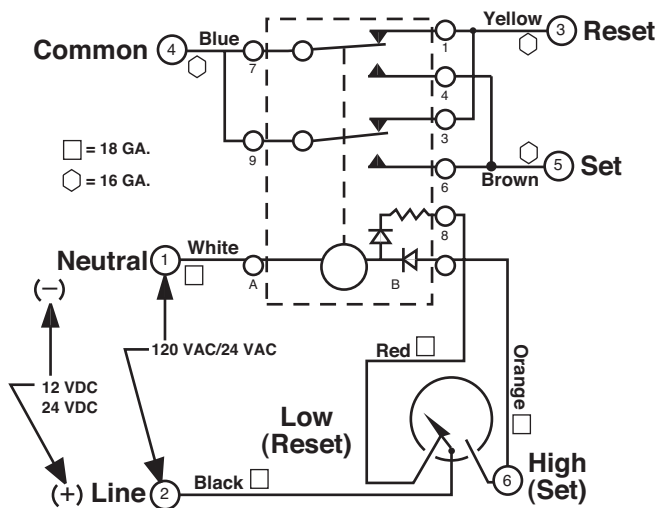 Common
4
Blue
7
1
Yellow
3
Reset
4
9
3
= 18 GA.
= 16 GA.
6
Brown
5
Set
8
Neutral
1
White
A
B
(–)
120 VAC/24 VAC
12 VDC
24 VDC
Red
Orange
Low
(Reset)
(+)
Line
2
Black
6
High
(Set)